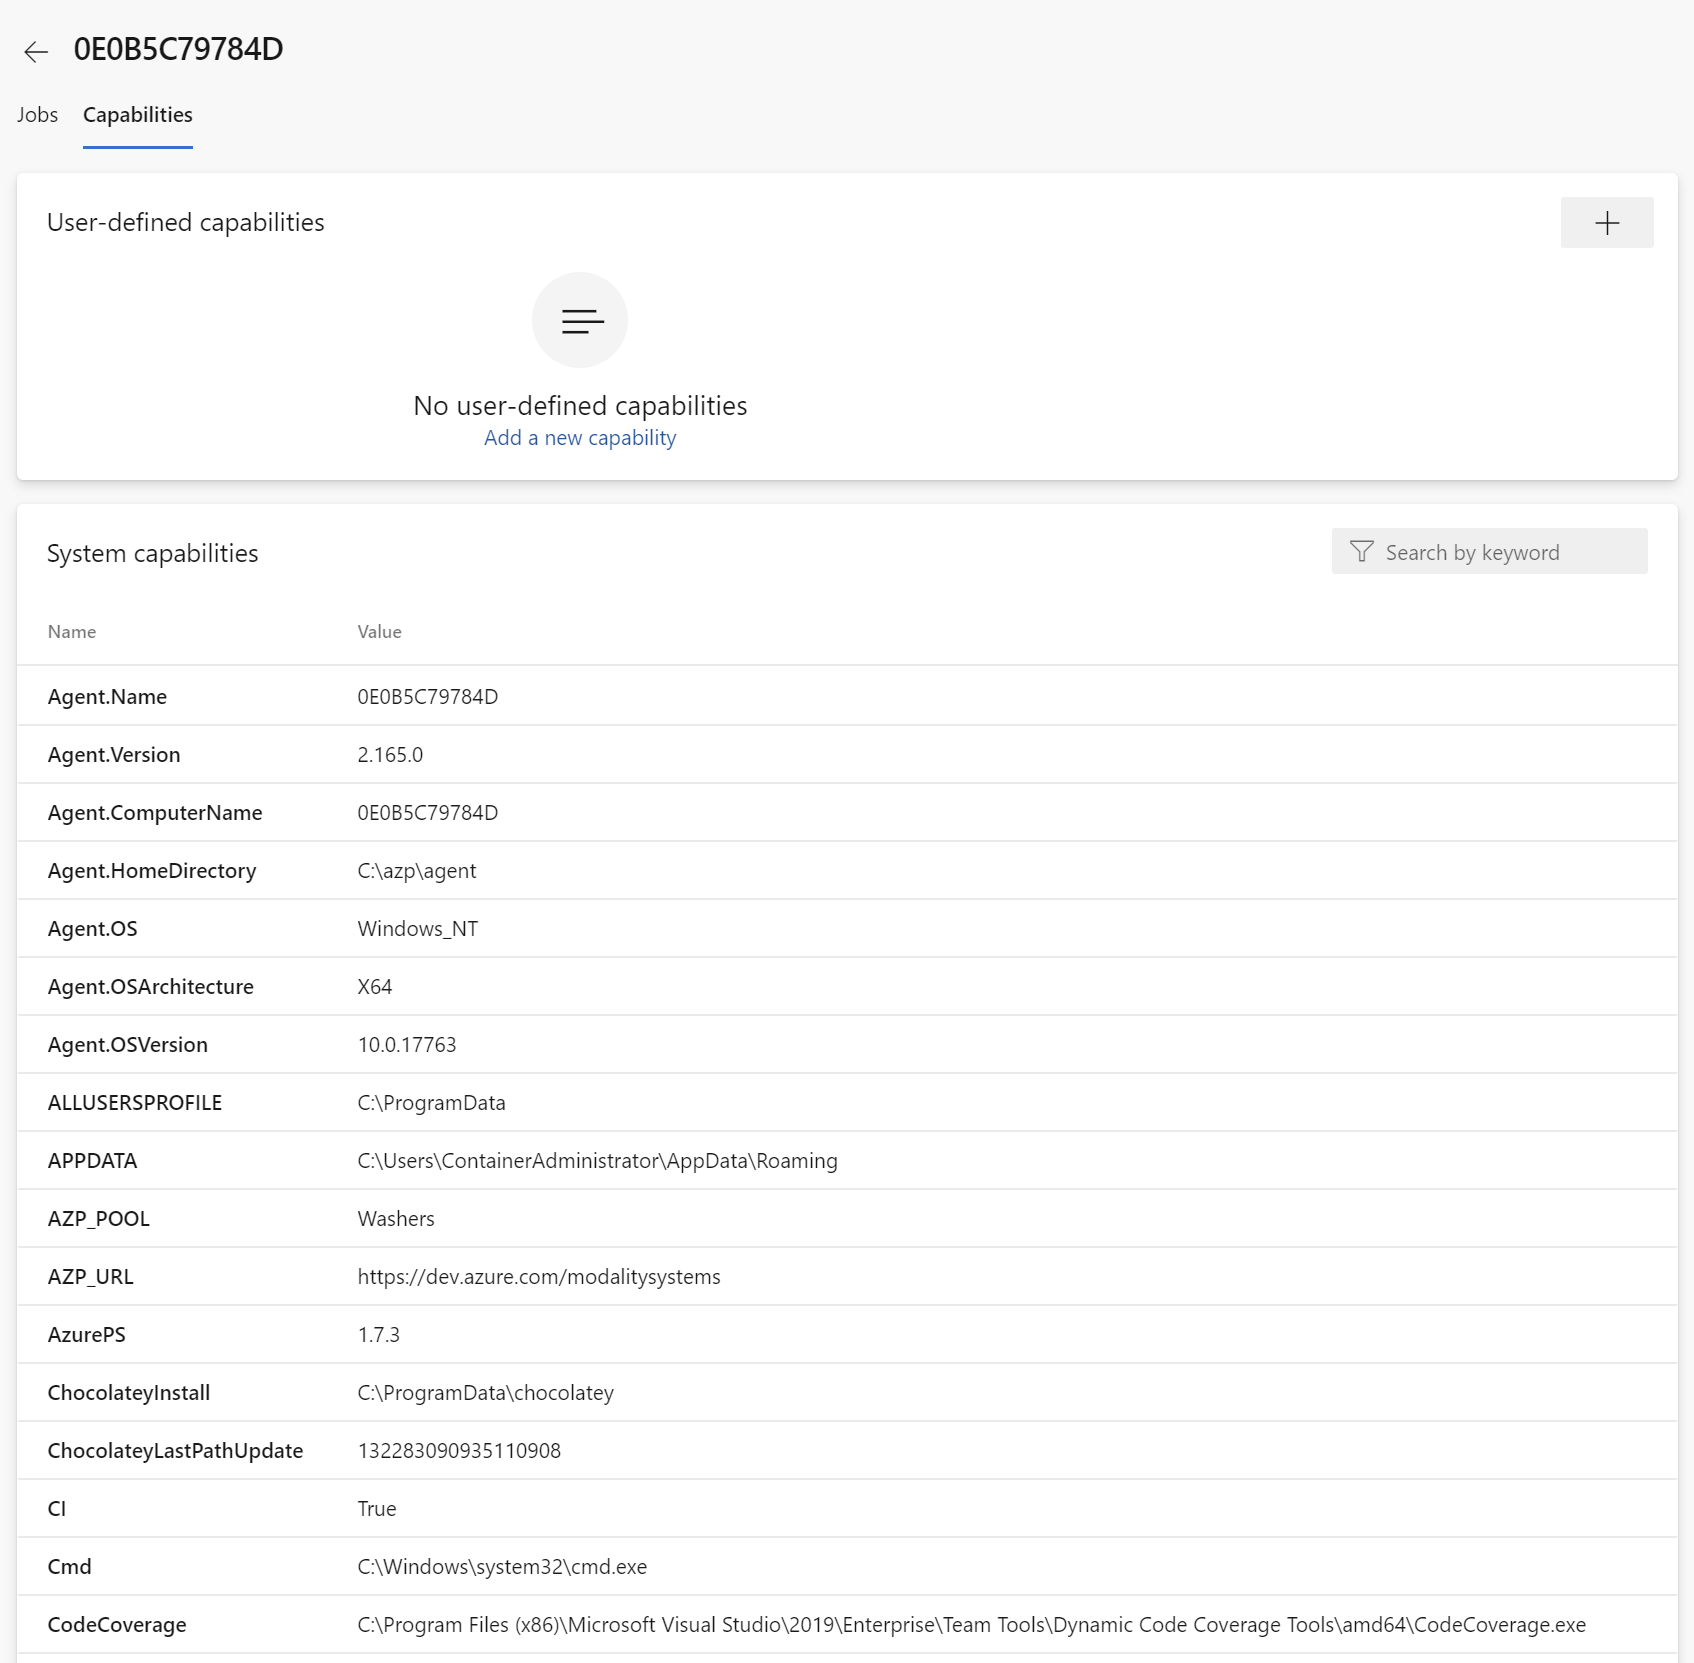 0E0B5C79784D
Jobs Capabilities
User-defined capabilities
No user-defined capabilities
Add a new capability
System capabilities
Search by keyword
Name Value
Agent.Name 0E0B5C79784D
Agent.Version 2.165.0
Agent.ComputerName 0E0B5C79784D
Agent.HomeDirectory C:\azp\agent
Agent.OS Windows_NT
Agent.OSArchitecture X64
Agent.OSVersion 10.0.17763
ALLUSERSPROFILE C:\ProgramData
APPDATA C:\Users\ContainerAdministrator\AppData\Roaming
AZP_POOL Washers
AZP_URL https://dev.azure.com/modalitysystems
AzurePS 1.7.3
ChocolateyInstall C:\ProgramData\chocolatey
ChocolateyLastPathUpdate 132283090935110908
CI True
Cmd C:\Windows\system32\cmd.exe
CodeCoverage C:\Program Files (x86)\Microsoft Visual Studio\2019\Enterprise\Team Tools\Dynamic Code Coverage Tools\amd64\CodeCoverage.exe